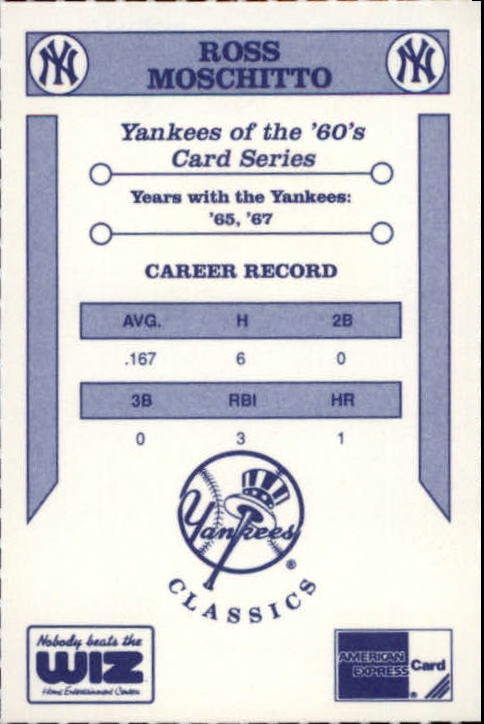 ROSS
MOSCHITTO
Yankees of the '60's
Card Series
Years with the Yankees:
'65, '67
CAREER RECORD
AVG. H 2B
.167 6 0
3B RBI HR
0 3 1
Yankees
®
CLASSICS
Nobody beats the
WIZ
Home Entertainment Centers
AMERICAN
EXPRESS
®
Card